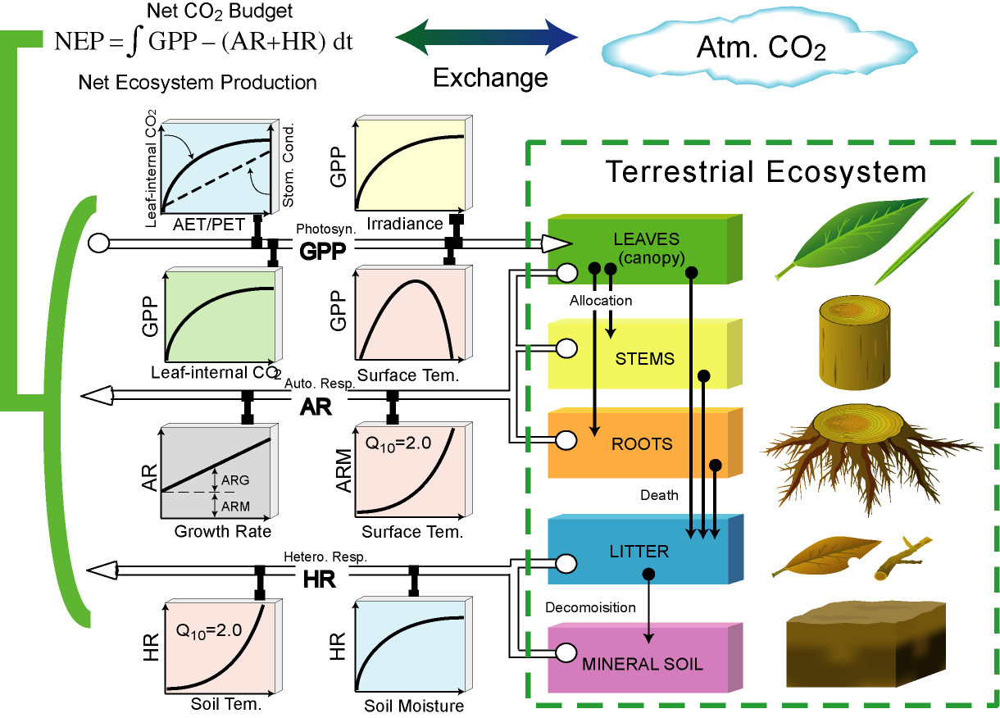 Net CO2 Budget
NEP = ∫ GPP – (AR+HR) dt
Net Ecosystem Production
Exchange
Atm. CO2
Leaf-internal CO2
Stom. Cond.
AET/PET
GPP
Irradiance
Photosyn.
GPP
GPP
Leaf-internal CO2
GPP
Surface Tem.
Auto. Resp.
AR
AR
ARG
ARM
Growth Rate
ARM
Q10=2.0
Surface Tem.
Hetero. Resp.
HR
HR
Q10=2.0
Soil Tem.
HR
Soil Moisture
Terrestrial Ecosystem
LEAVES
(canopy)
Allocation
STEMS
ROOTS
Death
LITTER
Decomoisition
MINERAL SOIL